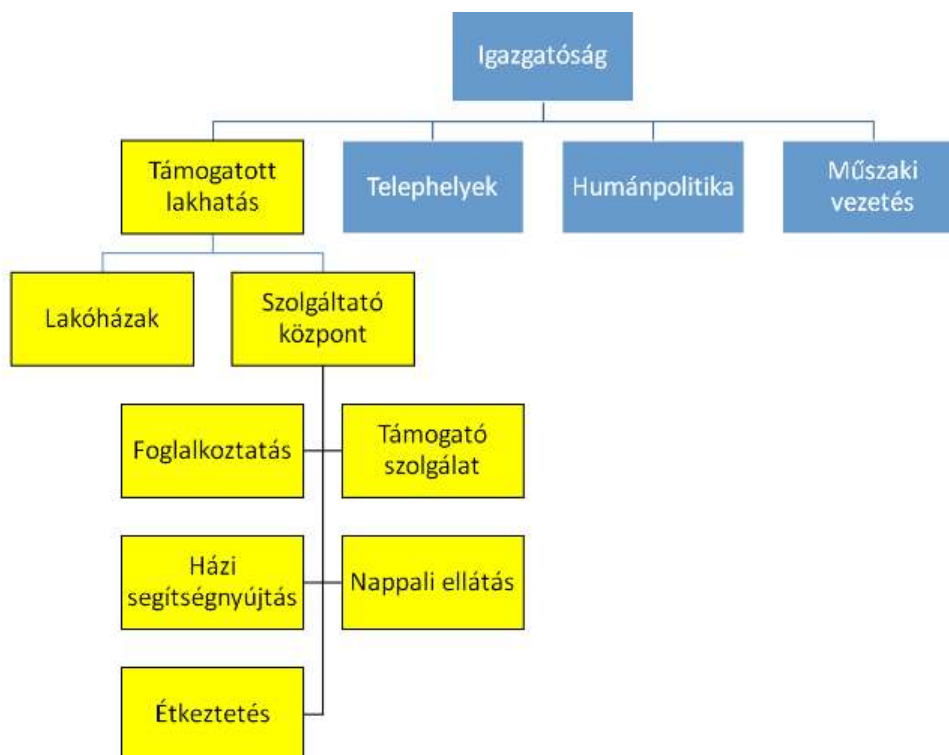 Igazgatóság
Támogatott
lakhatás
Telephelyek
Humánpolitika
Műszaki
vezetés
Lakóházak
Szolgáltató
központ
Foglalkoztatás
Támogató
szolgálat
Házi
segítségnyújtás
Nappali ellátás
Étkeztetés